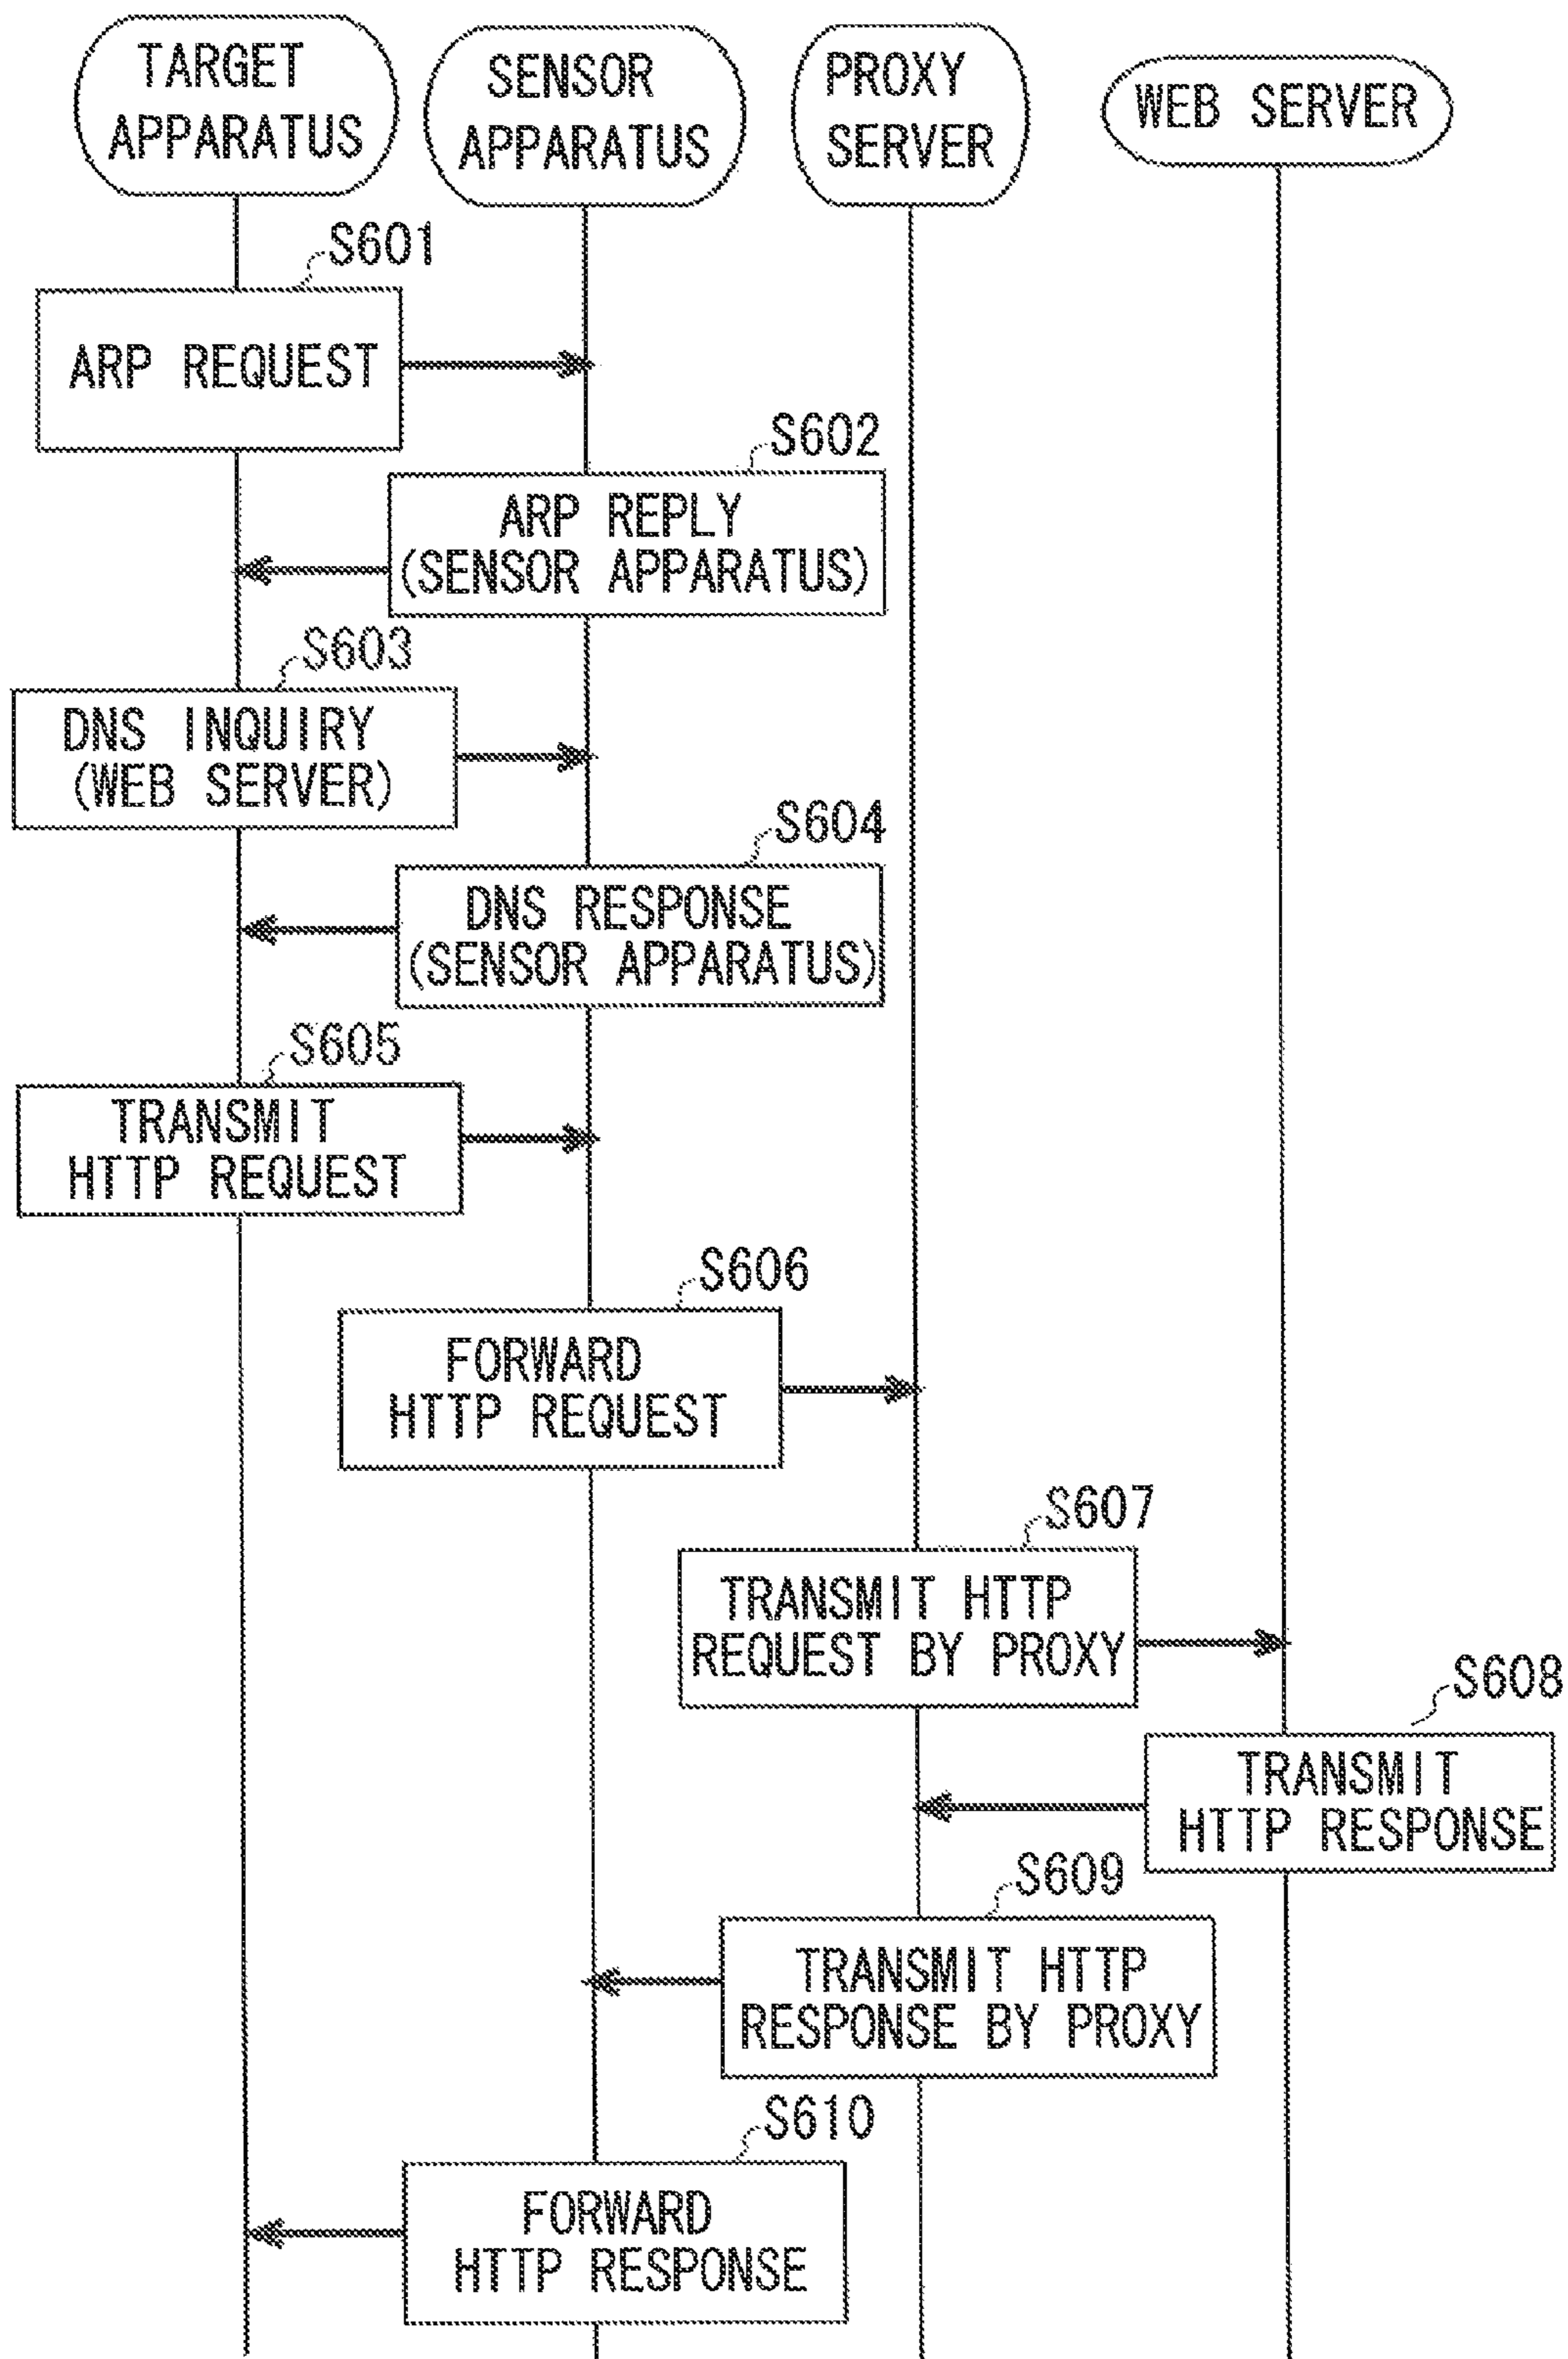 TARGET
APPARATUS
SENSOR
APPARATUS
PROXY
SERVER
WEB SERVER
S601
ARP REQUEST
S602
ARP REPLY
(SENSOR APPARATUS)
S603
DNS INQUIRY
(WEB SERVER)
S604
DNS RESPONSE
(SENSOR APPARATUS)
S605
TRANSMIT
HTTP REQUEST
S606
FORWARD
HTTP REQUEST
S607
TRANSMIT HTTP
REQUEST BY PROXY
S608
TRANSMIT
HTTP RESPONSE
S609
TRANSMIT HTTP
RESPONSE BY PROXY
S610
FORWARD
HTTP RESPONSE